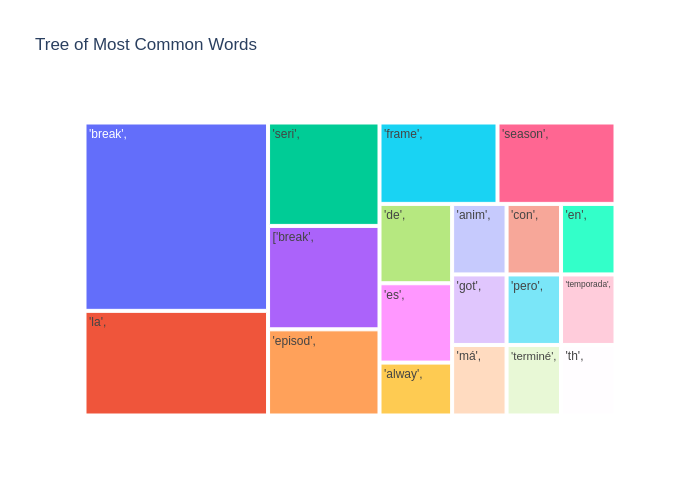 Tree of Most Common Words
'break',
'la',
'seri',
['break',
'episod',
'frame',
'season',
'de',
'es',
'alway',
'anim',
'con',
'en',
'got',
'pero',
'temporada',
'má',
'terminé',
'th',